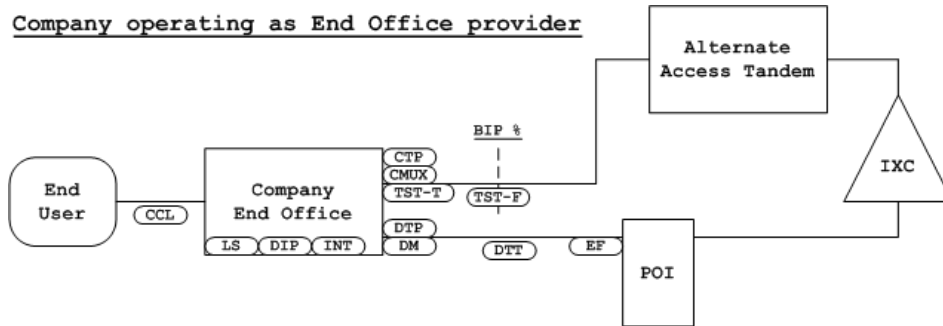 Company operating as End Office provider
Alternate
Access Tandem
BIP %
CTP
CMUX
TST-T
TST-F
IXC
End
User
CCL
Company
End Office
LS
DIP
INT
DTP
DM
DTT
EF
POI